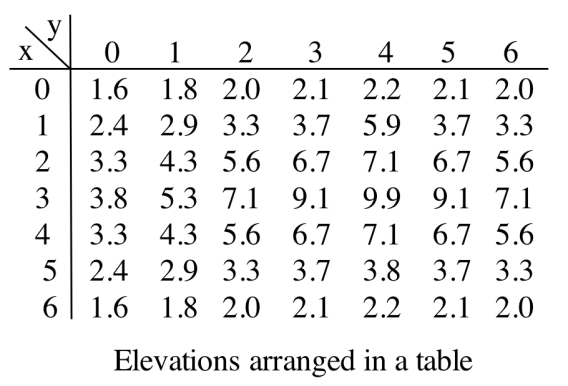 y
x 0 1 2 3 4 5 6
0 1.6 1.8 2.0 2.1 2.2 2.1 2.0
1 2.4 2.9 3.3 3.7 5.9 3.7 3.3
2 3.3 4.3 5.6 6.7 7.1 6.7 5.6
3 3.8 5.3 7.1 9.1 9.9 9.1 7.1
4 3.3 4.3 5.6 6.7 7.1 6.7 5.6
5 2.4 2.9 3.3 3.7 3.8 3.7 3.3
6 1.6 1.8 2.0 2.1 2.2 2.1 2.0
Elevations arranged in a table